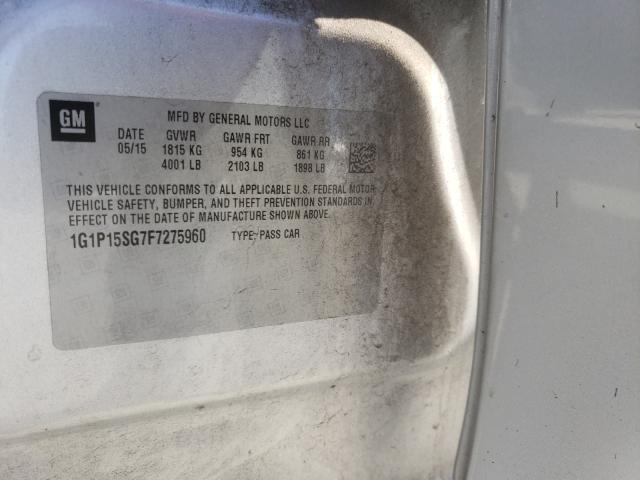 GM
MFD BY GENERAL MOTORS LLC
DATE GVWR GAWR FRT GAWR RR
05/15 1815 KG 954 KG 861 KG
4001 LB 2103 LB 1898 LB
THIS VEHICLE CONFORMS TO ALL APPLICABLE U.S. FEDERAL MOTOR
VEHICLE SAFETY, BUMPER, AND THEFT PREVENTION STANDARDS IN
EFFECT ON THE DATE OF MANUFACTURE SHOWN ABOVE.
1G1P15SG7F7275960 TYPE: PASS CAR